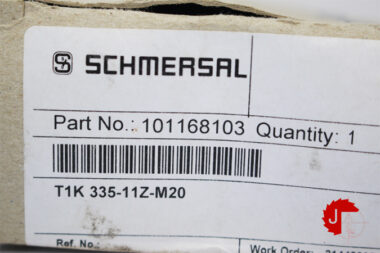 SCHMERSAL
Part No.: 101168103 Quantity: 1
T1K 335-11Z-M20
Ref. No.:
Work Order: